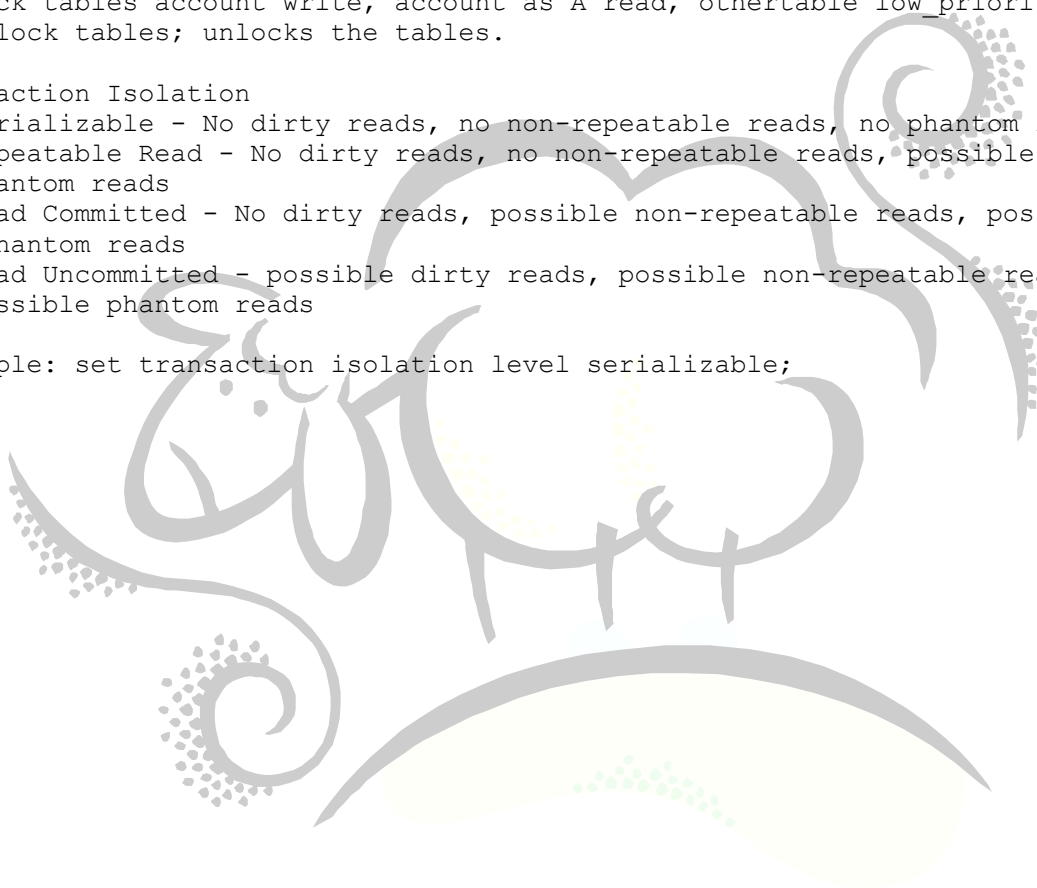 ck tables account write, account as A read, othertable low_priori
lock tables; unlocks the tables.
action Isolation
rializable - No dirty reads, no non-repeatable reads, no phantom
peatable Read - No dirty reads, no non-repeatable reads, possible
antom reads
ad Committed - No dirty reads, possible non-repeatable reads, pos
hantom reads
ad Uncommitted - possible dirty reads, possible non-repeatable re
ssible phantom reads
ple: set transaction isolation level serializable;